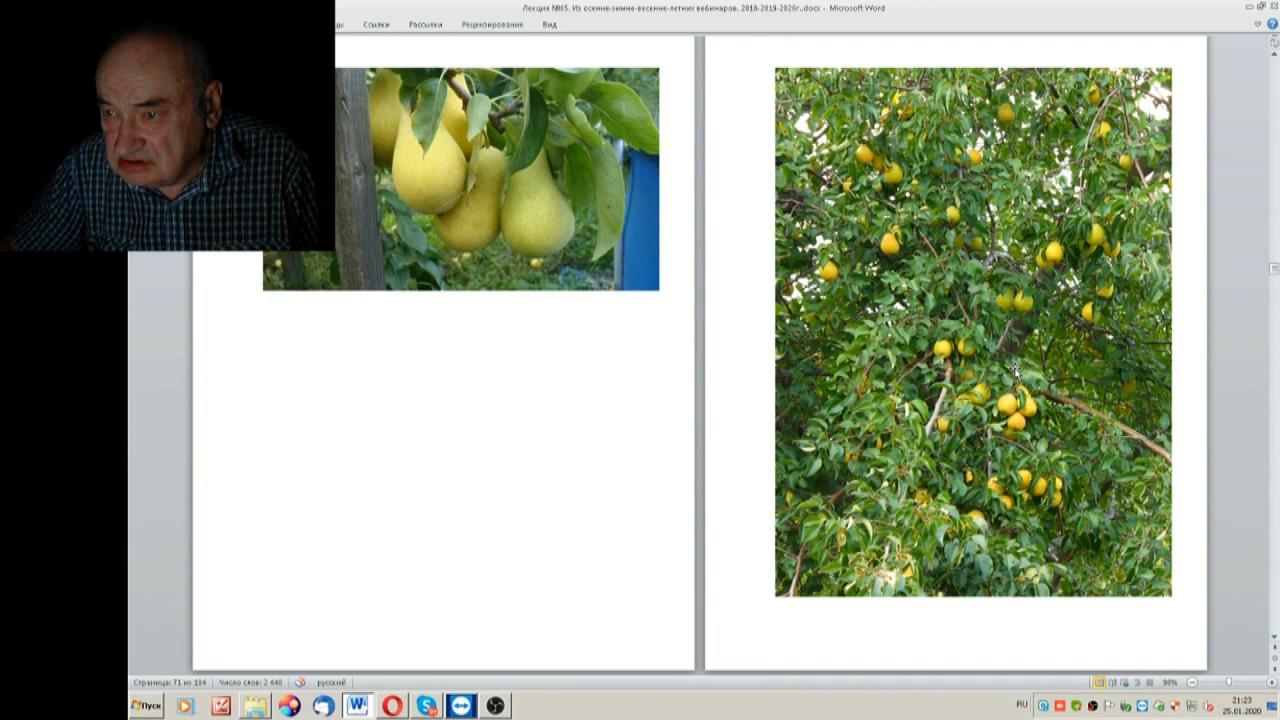 Лекция №65. Из осенне-зимне-весенне-летних вебинаров. 2018-2019-2020г..docx - Microsoft Word
Ссылки Рассылки Рецензирование Вид
Страница: 71 из 194 Число слов: 2 440 русский 90%
Пуск RU 21:23
25.01.2020